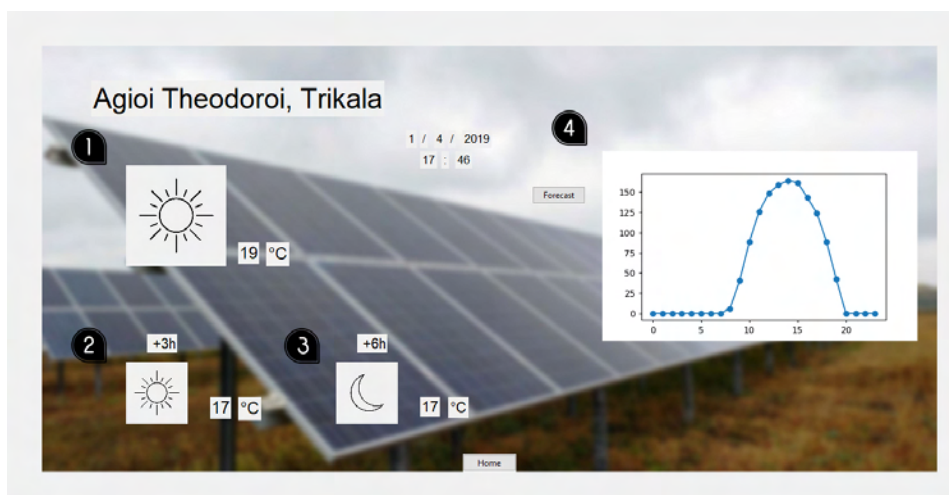 Agioi Theodoroi, Trikala
1 / 4 / 2019
17 : 46
1
19 °C
2
+3h
17 °C
3
+6h
17 °C
4
Forecast
150
125
100
75
50
25
0
0 5 10 15 20
Home